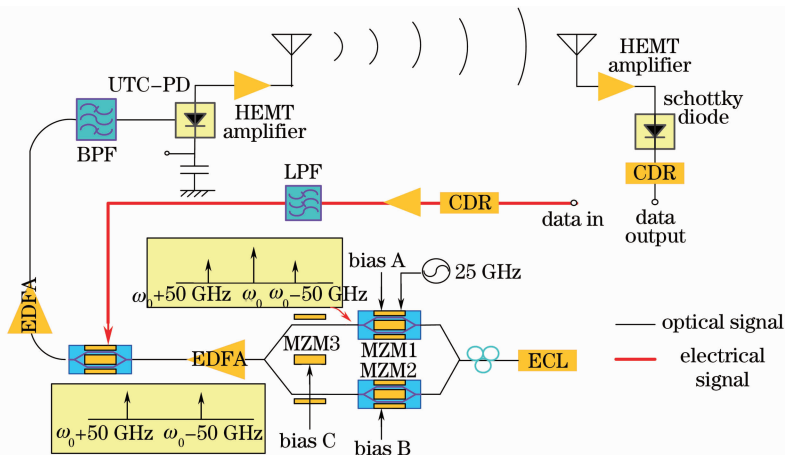 UTC-PD
HEMT
amplifier
BPF
HEMT
amplifier
schottky
diode
CDR
data
output
LPF
CDR
data in
bias A
25 GHz
ω0+50 GHz
ω0
ω0-50 GHz
EDFA
MZM3
MZM1
MZM2
EDFA
ECL
optical signal
electrical
signal
ω0+50 GHz
ω0-50 GHz
bias C
bias B